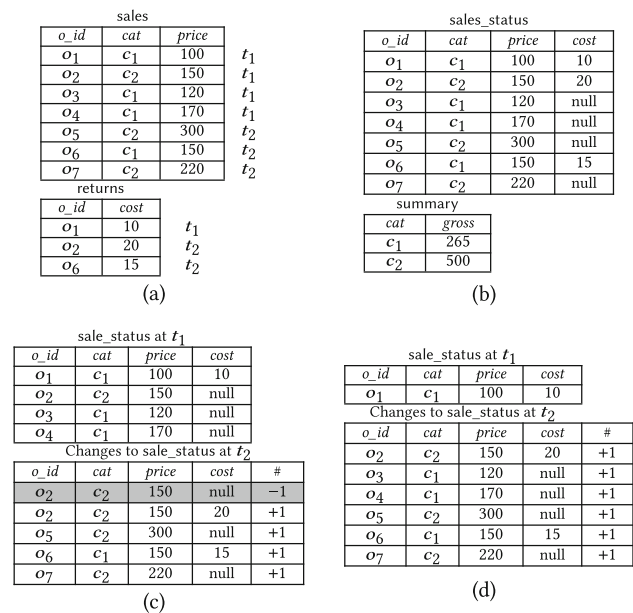 sales
o_id cat price
o1 c1 100 t1
o2 c2 150 t1
o3 c1 120 t1
o4 c1 170 t1
o5 c2 300 t2
o6 c1 150 t2
o7 c2 220 t2
returns
o_id cost
o1 10 t1
o2 20 t2
o6 15 t2
(a)
sales_status
o_id cat price cost
o1 c1 100 10
o2 c2 150 20
o3 c1 120 null
o4 c1 170 null
o5 c2 300 null
o6 c1 150 15
o7 c2 220 null
summary
cat gross
c1 265
c2 500
(b)
sale_status at t1
o_id cat price cost
o1 c1 100 10
o2 c2 150 null
o3 c1 120 null
o4 c1 170 null
Changes to sale_status at t2
o_id cat price cost #
o2 c2 150 null −1
o2 c2 150 20 +1
o5 c2 300 null +1
o6 c1 150 15 +1
o7 c2 220 null +1
(c)
sale_status at t1
o_id cat price cost
o1 c1 100 10
Changes to sale_status at t2
o_id cat price cost #
o2 c2 150 20 +1
o3 c1 120 null +1
o4 c1 170 null +1
o5 c2 300 null +1
o6 c1 150 15 +1
o7 c2 220 null +1
(d)